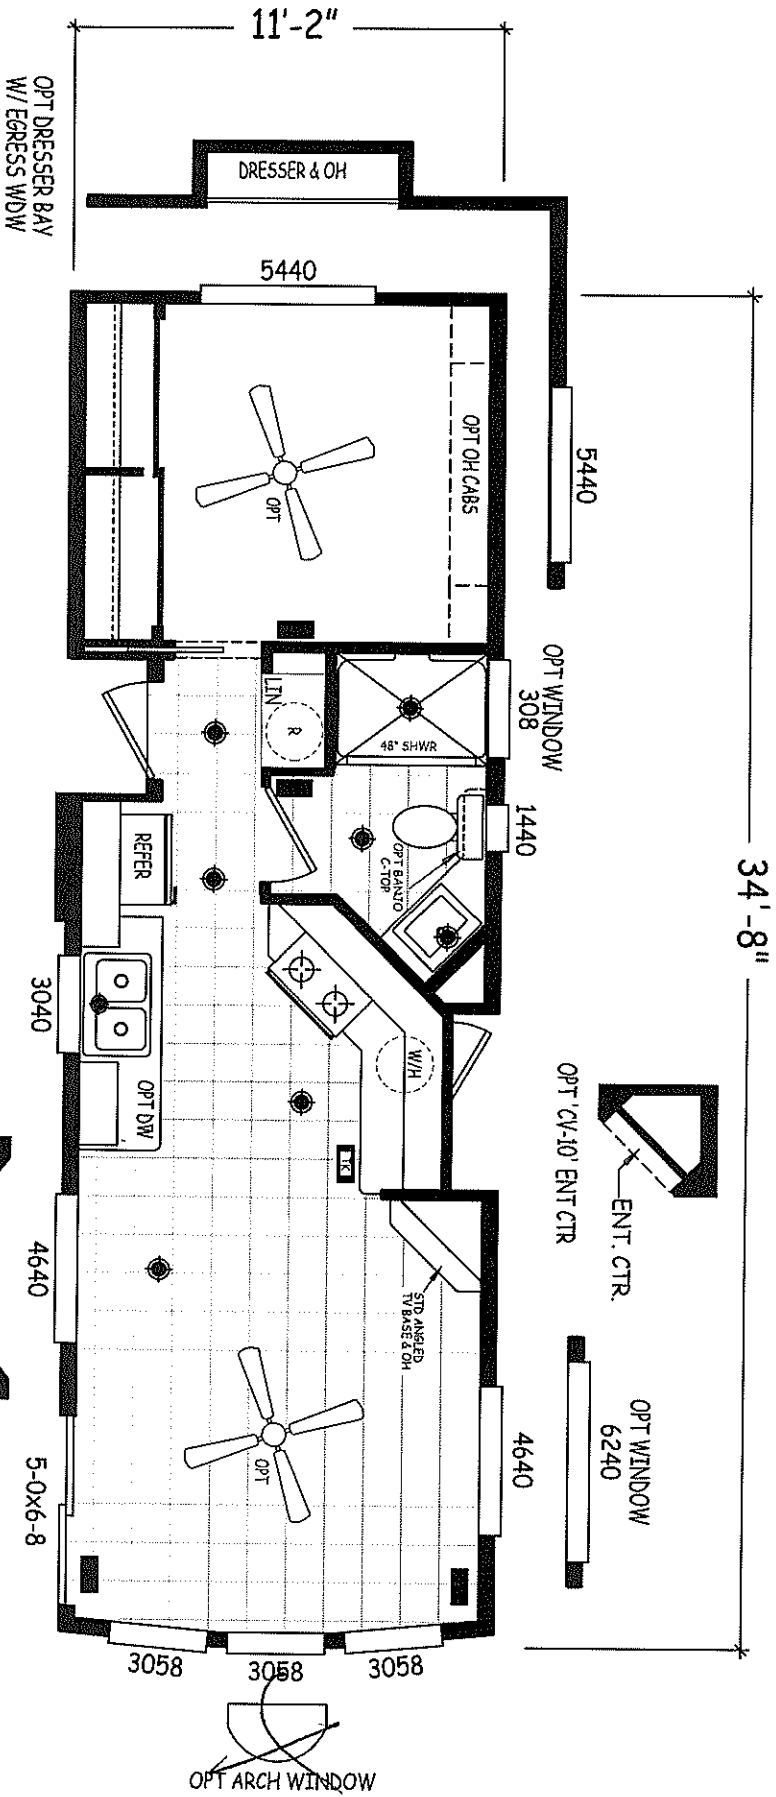 11'-2"
OPT DRESSER BAY
W/ EGRESS WDW
DRESSER & OH
5440
34'-8"
5440
OPT OH CABS
OPT
OPT WINDOW
308
LIN
R
48" SHWR
1440
REFER
OPT BANJO
C-TOP
3040
OPT DW
W/H
OPT 'CV-10' ENT CTR
ENT. CTR.
TK
4640
STD ANGLED
TV BASE & OH
OPT WINDOW
6240
4640
OPT
5-0x6-8
3058
3058
3058
OPT ARCH WINDOW